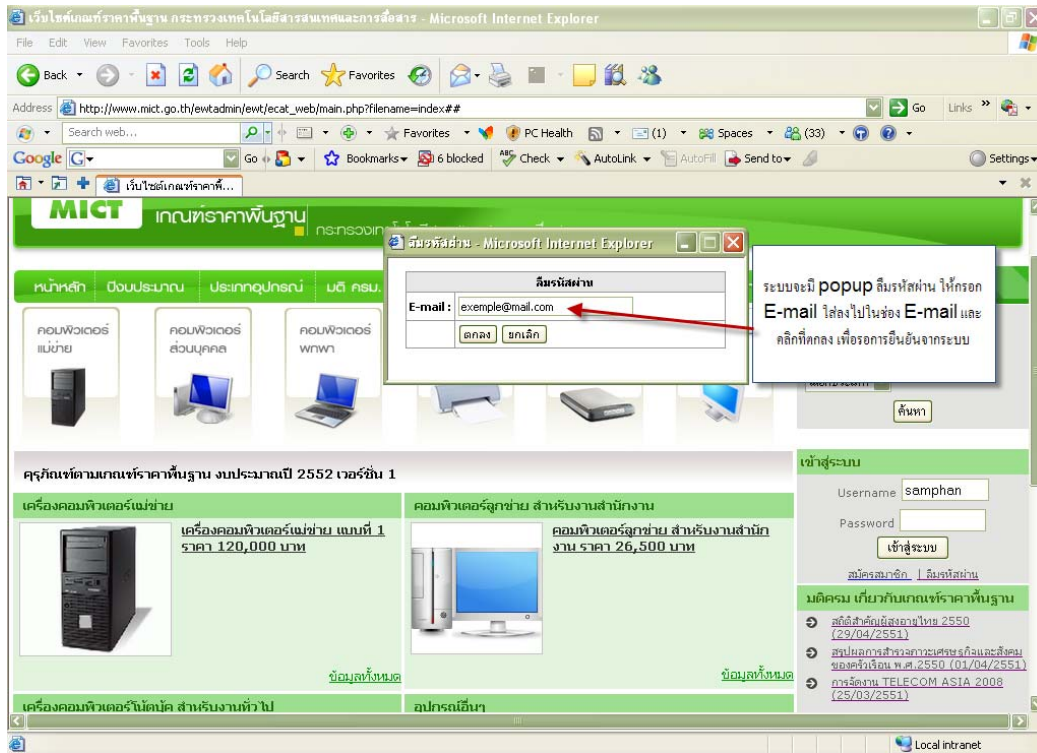 เว็บไซท์เกณท์ราคาพื้นฐาน กระทรวงเทคโนโลยีสารสนเทศและการสื่อสาร - Microsoft Internet Explorer
File Edit View Favorites Tools Help
Back Search Favorites
Address http://www.mict.go.th/ewtadmin/ewt/ecat_web/main.php?filename=index## Go Links »
Search web... Favorites PC Health (1) Spaces (33)
Google G Go Bookmarks 6 blocked Check AutoLink AutoFill Send to Settings
เว็บไซต์เกณฑ์ราคาพื้...
MICT เกณฑ์ราคาพื้นฐาน
ลืมรหัสผ่าน - Microsoft Internet Explorer
ลืมรหัสผ่าน
E-mail : exemple@mail.com
ตกลง ยกเลิก
ระบบจะมี popup ลืมรหัสผ่าน ให้กรอก
E-mail ใส่ลงไปในช่อง E-mail และ
คลิกที่ตกลง เพื่อรอการยืนยันจากระบบ
หน้าหลัก ปีงบประมาณ ประเภทอุปกรณ์ มติ ครม.
คอมพิวเตอร์
แม่ข่าย
คอมพิวเตอร์
ส่วนบุคคล
คอมพิวเตอร์
พกพา
ค้นหา
ครุภัณฑ์ตามเกณฑ์ราคาพื้นฐาน งบประมาณปี 2552 เวอร์ชั่น 1
เครื่องคอมพิวเตอร์แม่ข่าย
เครื่องคอมพิวเตอร์แม่ข่าย แบบที่ 1
ราคา 120,000 บาท
ข้อมูลทั้งหมด
คอมพิวเตอร์ลูกข่าย สำหรับงานสำนักงาน
คอมพิวเตอร์ลูกข่าย สำหรับงานสำนัก
งาน ราคา 26,500 บาท
ข้อมูลทั้งหมด
เครื่องคอมพิวเตอร์โน้ตบุ้ค สำหรับงานทั่วไป
อุปกรณ์อื่นๆ
เข้าสู่ระบบ
Username samphan
Password
เข้าสู่ระบบ
สมัครสมาชิก | ลืมรหัสผ่าน
มติครม เกี่ยวกับเกณฑ์ราคาพื้นฐาน
สถิติสำคัญผู้สูงอายุไทย 2550
(29/04/2551)
สรุปผลการสำรวจภาวะเศรษฐกิจและสังคม
ของครัวเรือน พ.ศ.2550 (01/04/2551)
การจัดงาน TELECOM ASIA 2008
(25/03/2551)
Local intranet